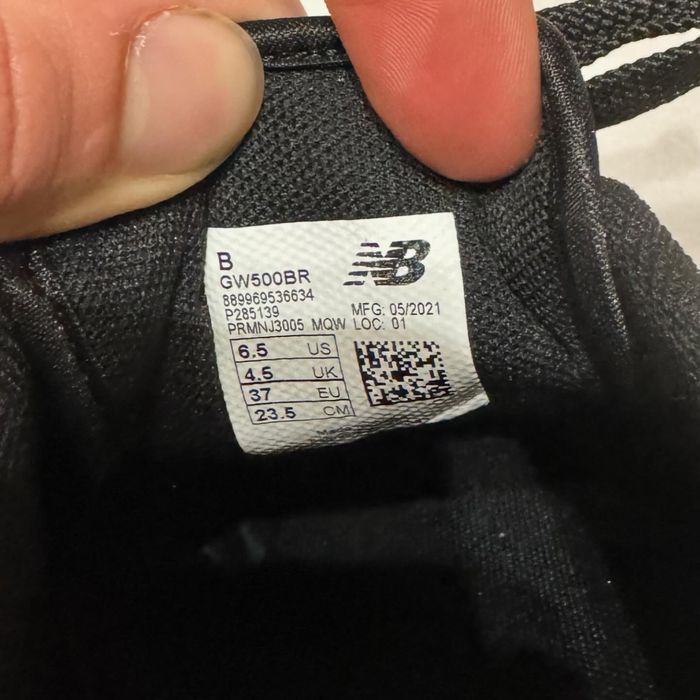 B
NB
GW500BR
889969536634
P285139
MFG: 05/2021
PRMNJ3005 MQW LOC: 01
6.5 US
4.5 UK
37 EU
23.5 CM